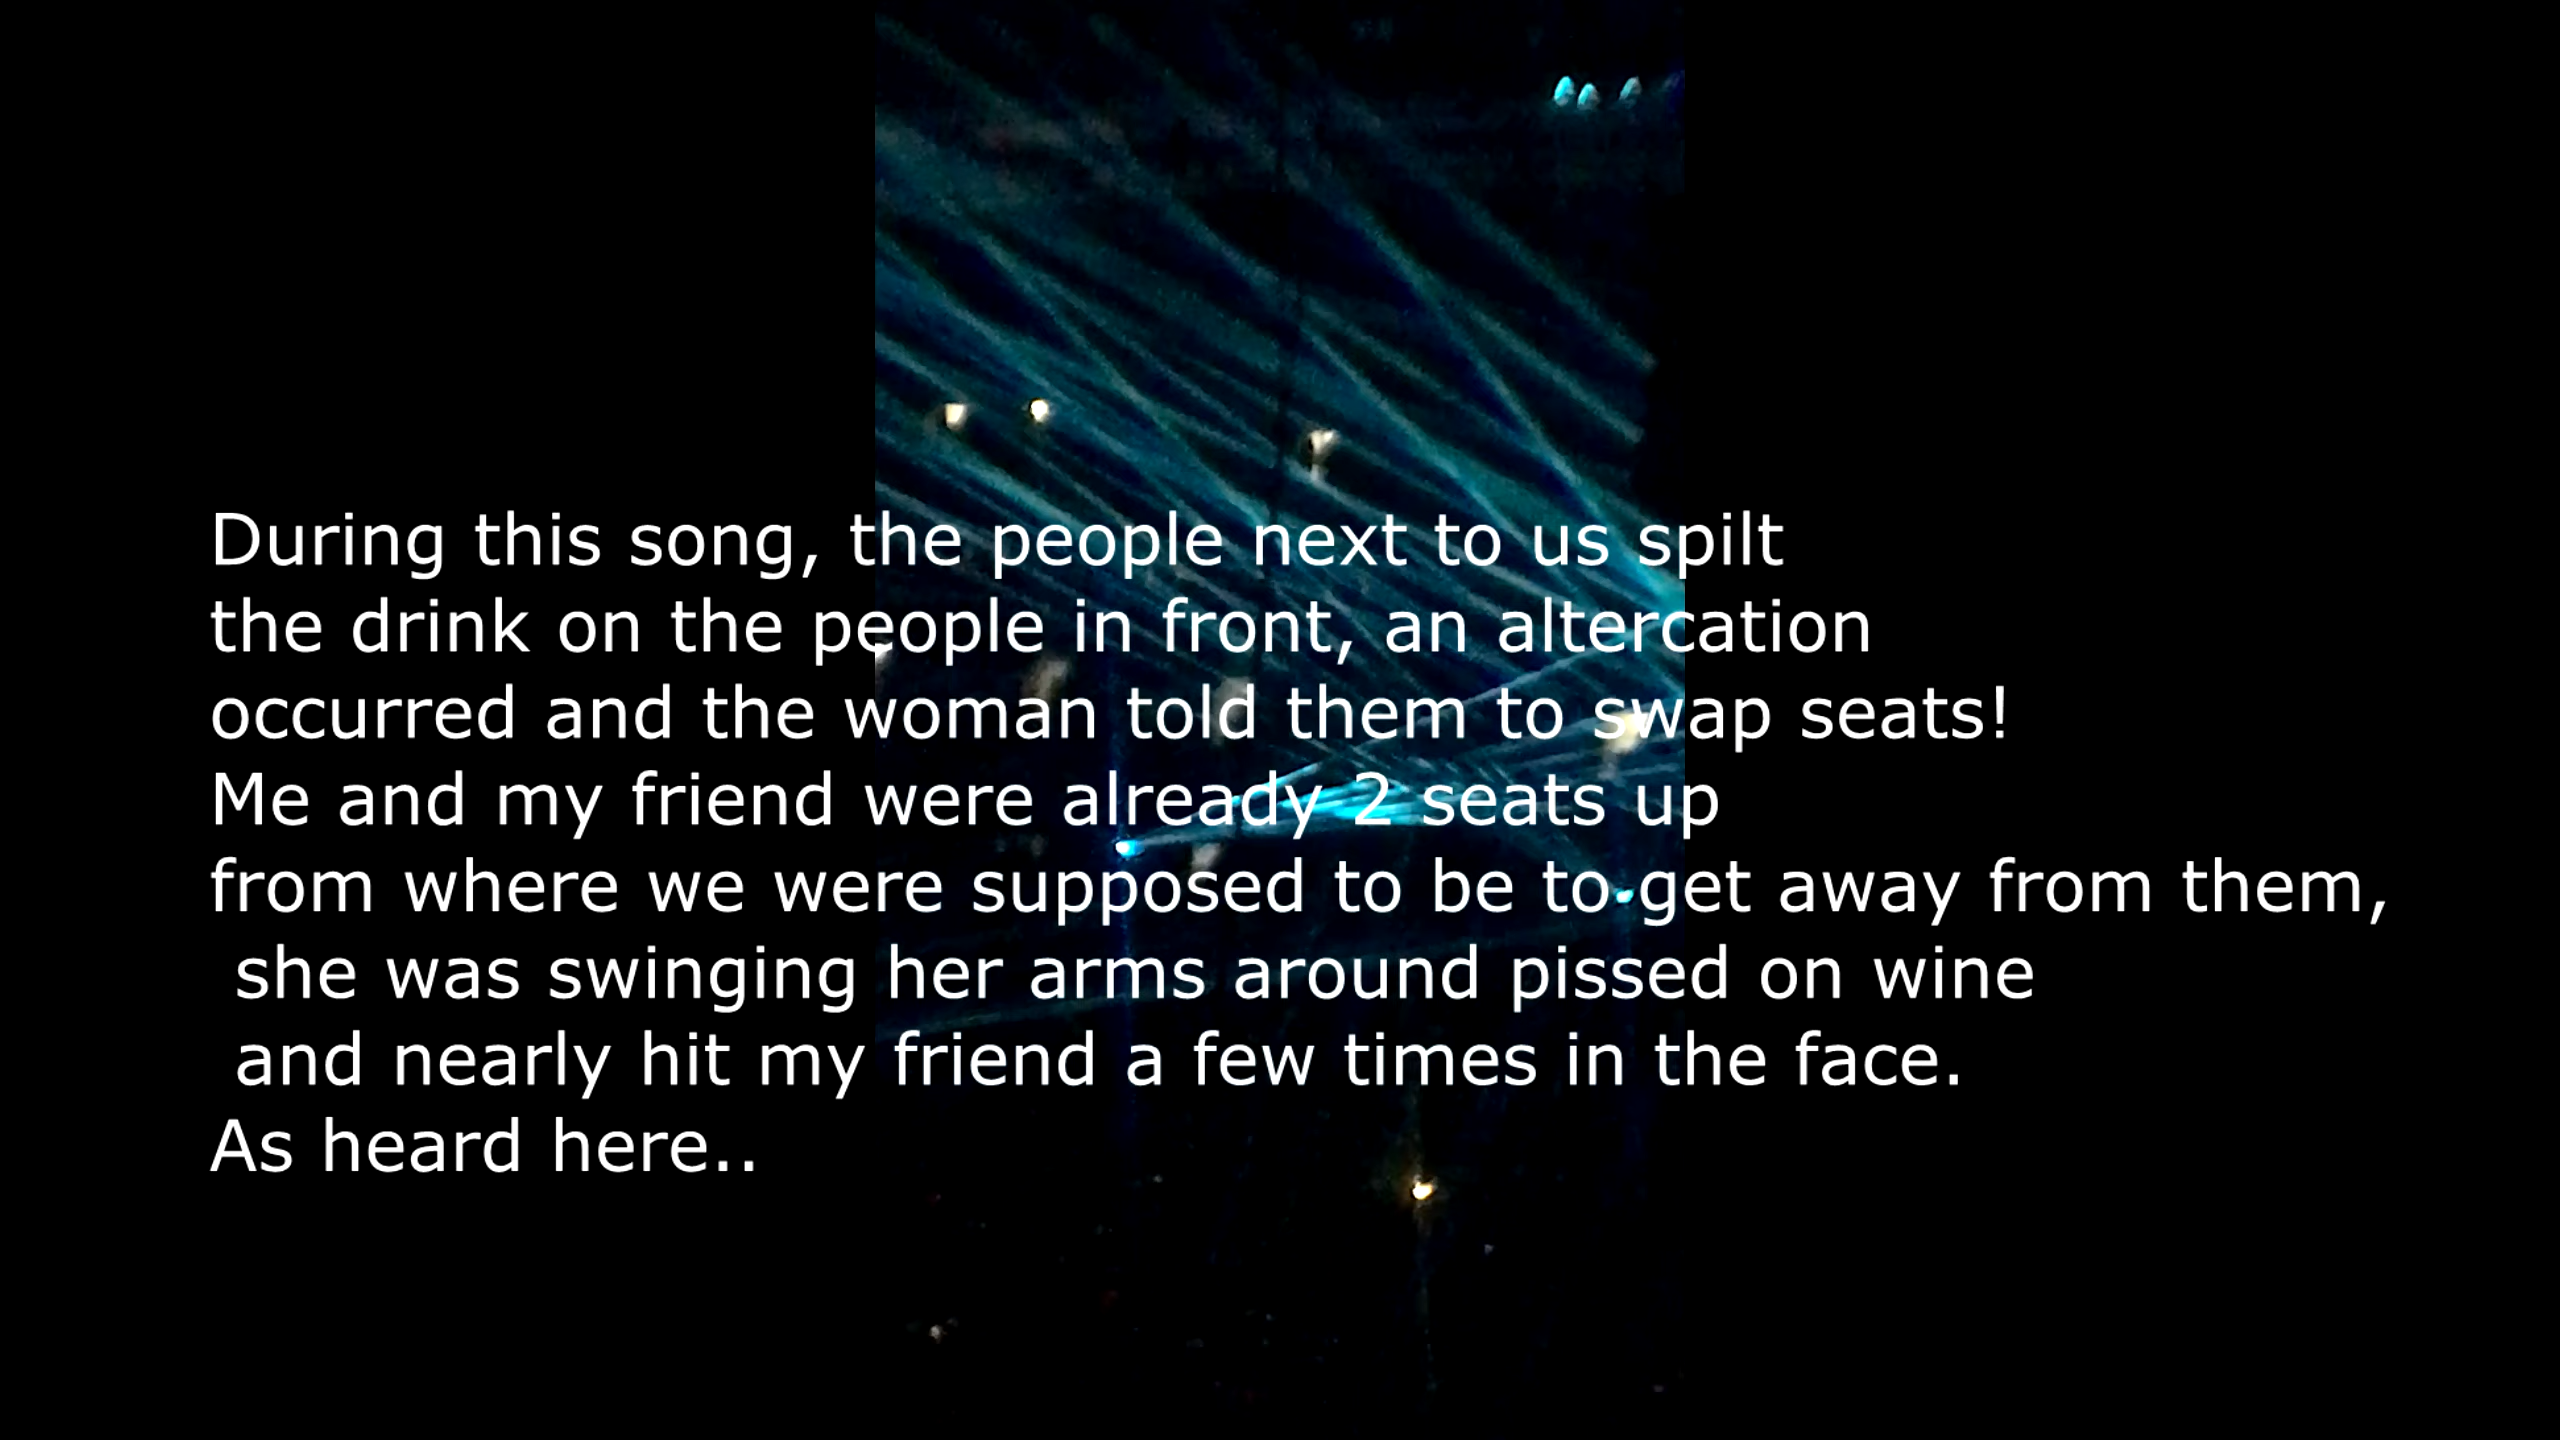 During this song, the people next to us spilt
the drink on the people in front, an altercation
occurred and the woman told them to swap seats!
Me and my friend were already 2 seats up
from where we were supposed to be to get away from them,
she was swinging her arms around pissed on wine
and nearly hit my friend a few times in the face.
As heard here..